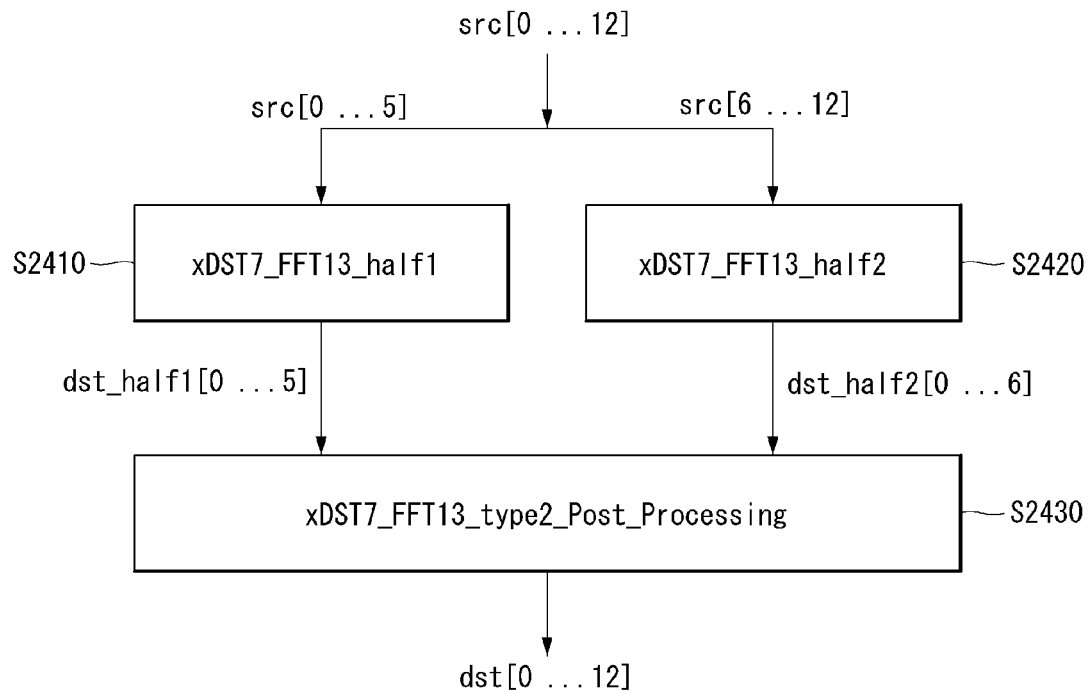 src[0 ... 12]
src[0 ... 5]
src[6 ... 12]
S2410
xDST7_FFT13_half1
xDST7_FFT13_half2
S2420
dst_half1[0 ... 5]
dst_half2[0 ... 6]
xDST7_FFT13_type2_Post_Processing
S2430
dst[0 ... 12]